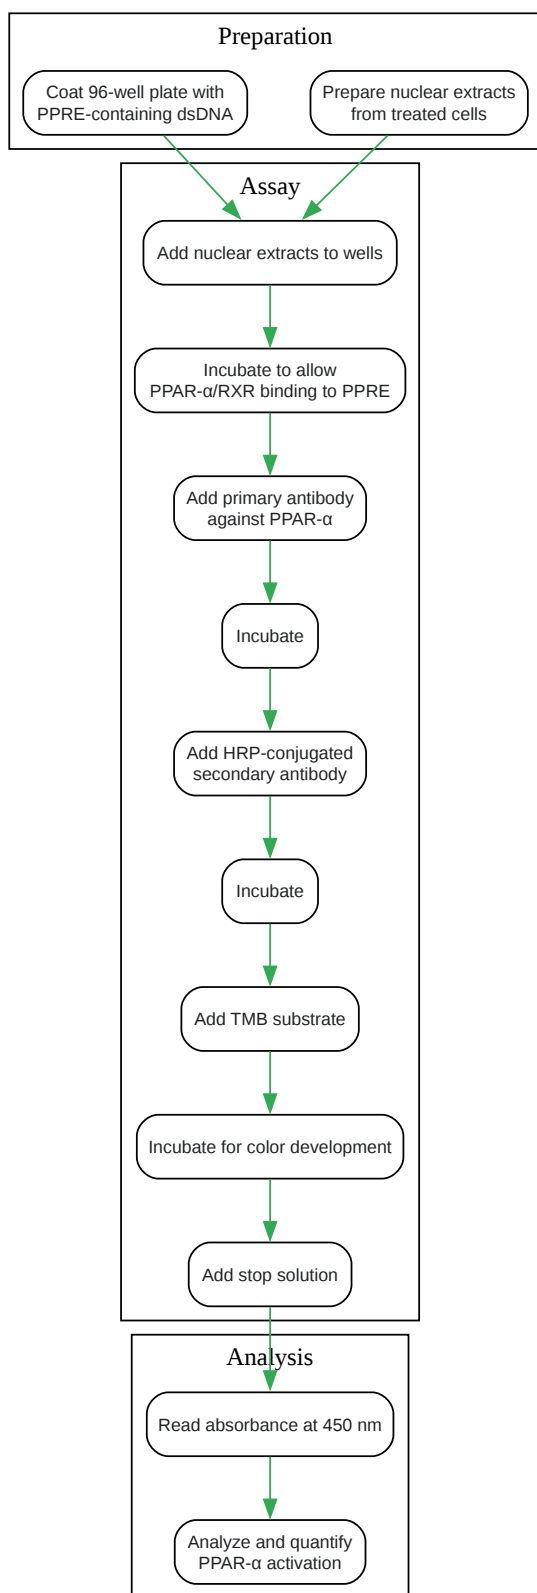 Preparation
Coat 96-well plate with
PPRE-containing dsDNA
Prepare nuclear extracts
from treated cells
Assay
Add nuclear extracts to wells
Incubate to allow
PPAR-α/RXR binding to PPRE
Add primary antibody
against PPAR-α
Incubate
Add HRP-conjugated
secondary antibody
Incubate
Add TMB substrate
Incubate for color development
Add stop solution
Analysis
Read absorbance at 450 nm
Analyze and quantify
PPAR-α activation